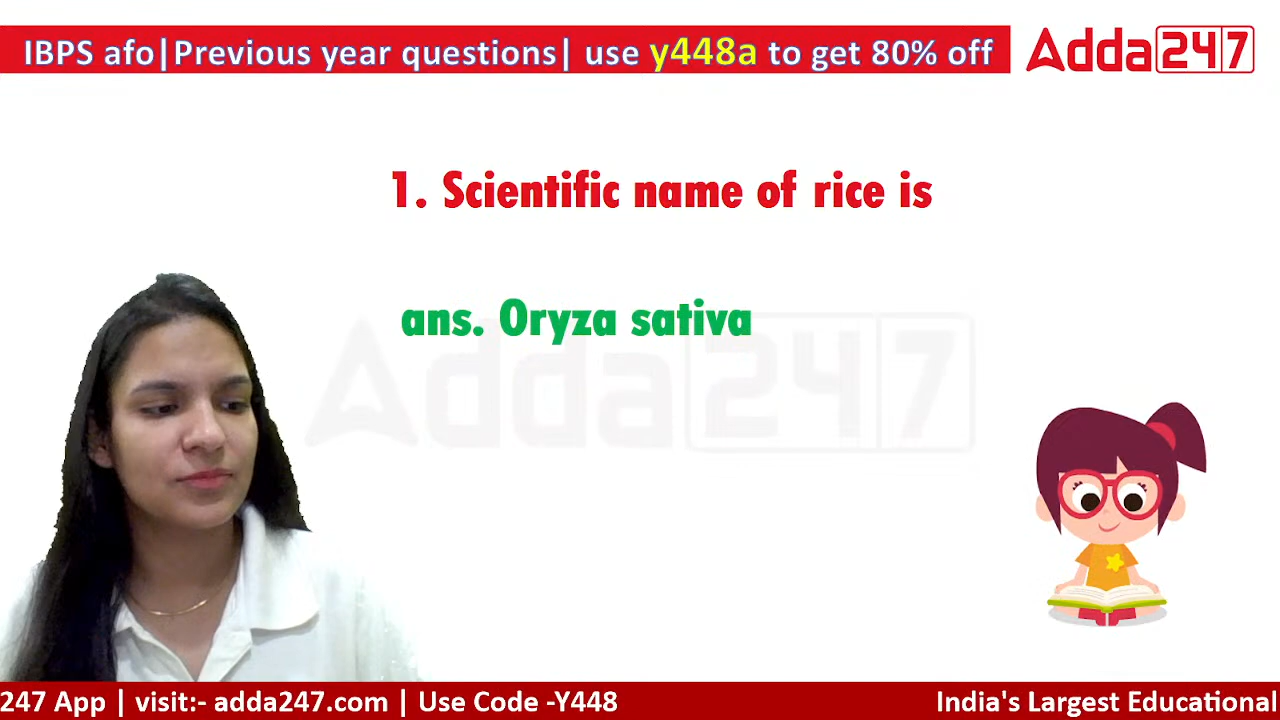 IBPS afo|Previous year questions| use y448a to get 80% off
Adda247
1. Scientific name of rice is
ans. Oryza sativa
Adda247
247 App | visit:- adda247.com | Use Code -Y448
India's Largest Educational